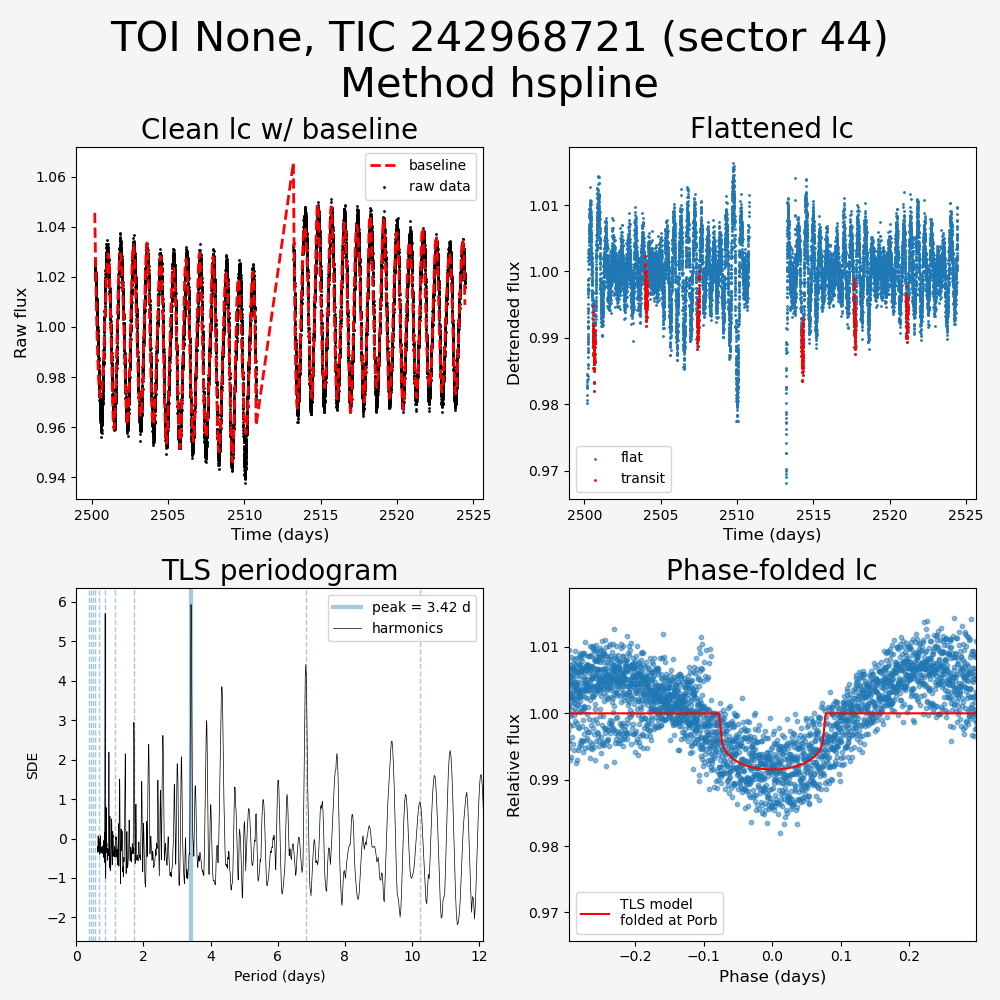 TOI None, TIC 242968721 (sector 44)
Method hspline
Clean lc w/ baseline
Flattened lc
1.06
1.04
1.02
1.00
0.98
0.96
0.94
Raw flux
baseline
raw data
2500
2505
2510
2515
2520
2525
Time (days)
1.01
1.00
0.99
0.98
0.97
Detrended flux
flat
transit
2500
2505
2510
2515
2520
2525
Time (days)
TLS periodogram
Phase-folded lc
6
5
4
3
2
1
0
−1
−2
SDE
peak = 3.42 d
harmonics
0
2
4
6
8
10
12
Period (days)
1.01
1.00
0.99
0.98
0.97
Relative flux
TLS model
folded at Porb
−0.2
−0.1
0.0
0.1
0.2
Phase (days)